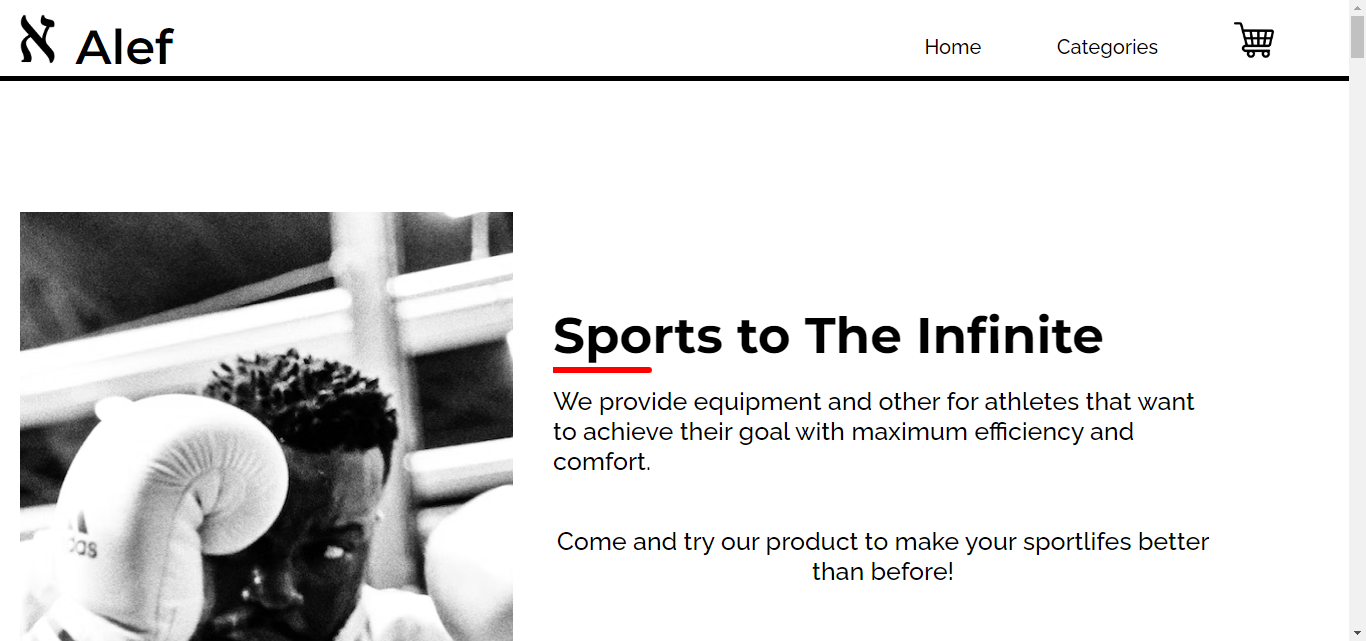 א Alef
Home
Categories
Sports to The Infinite
We provide equipment and other for athletes that want
to achieve their goal with maximum efficiency and
comfort.
Come and try our product to make your sportlifes better
than before!